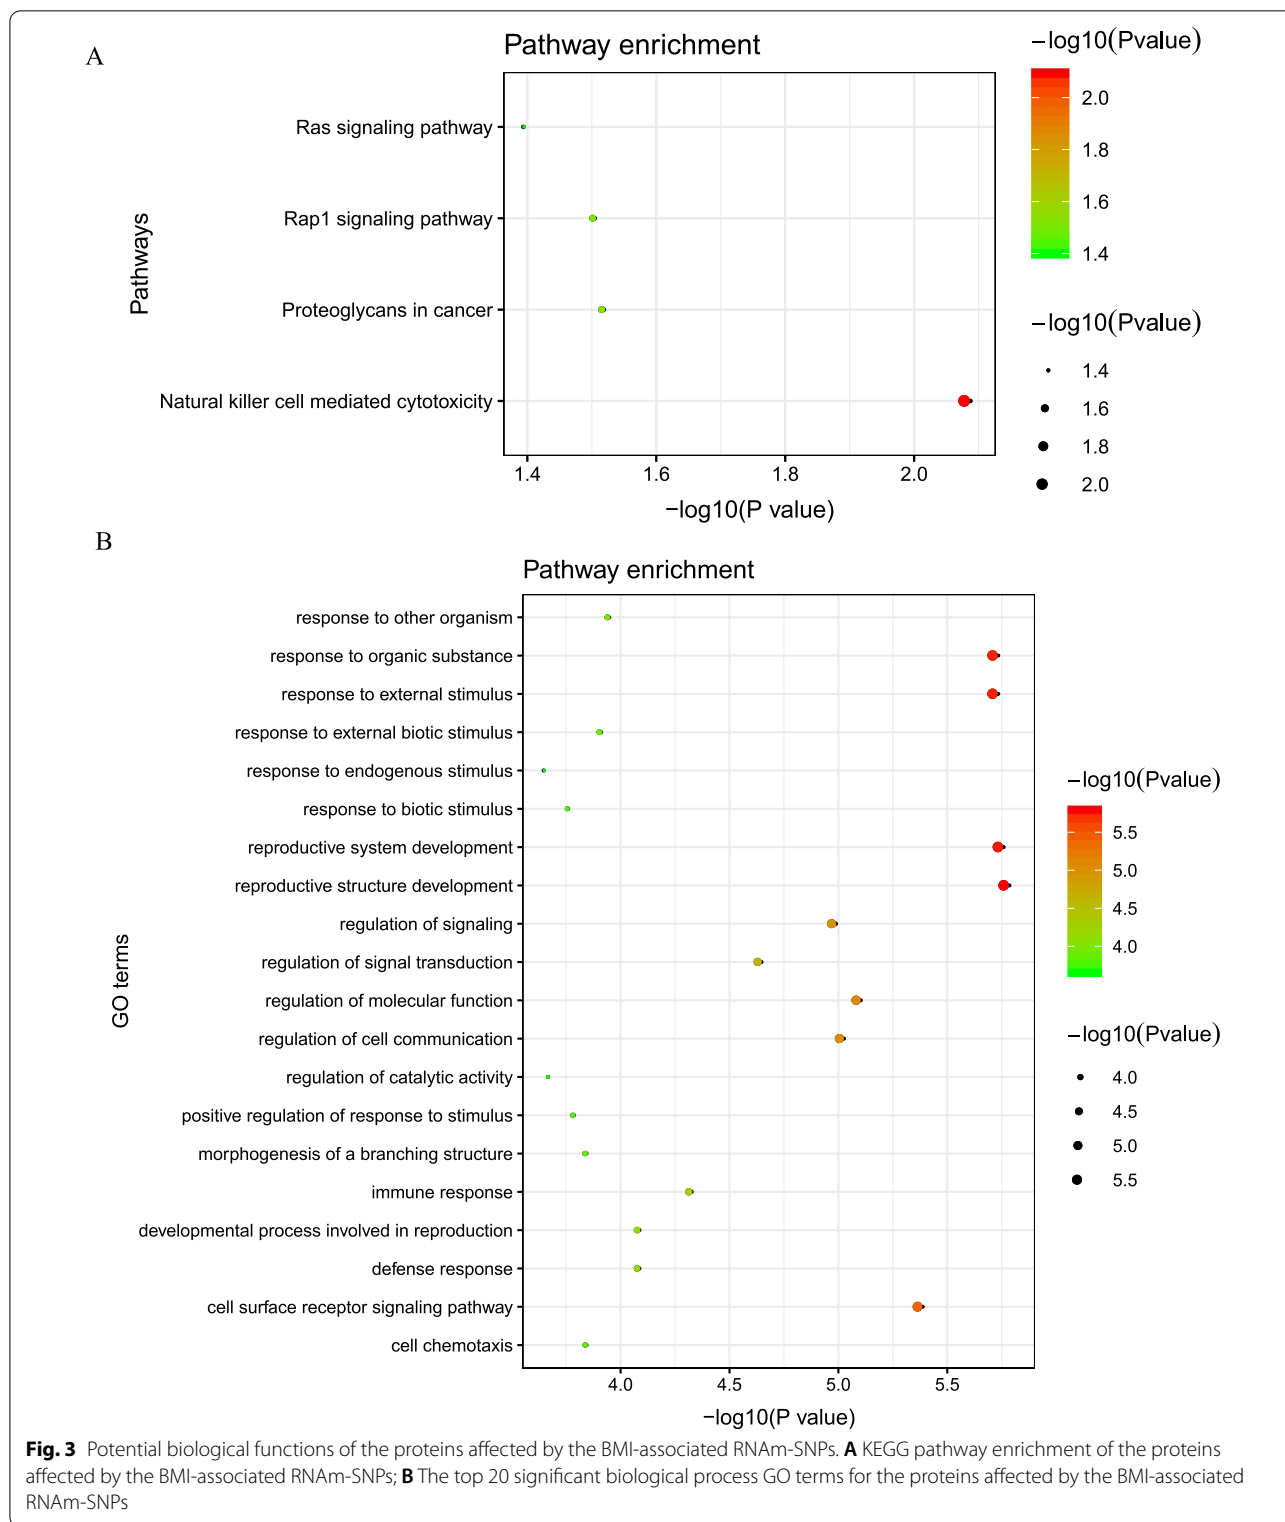 A
Pathway enrichment
Pathways
Ras signaling pathway
Rap1 signaling pathway
Proteoglycans in cancer
Natural killer cell mediated cytotoxicity
1.4 1.6 1.8 2.0
−log10(P value)
−log10(Pvalue)
2.0
1.8
1.6
1.4
−log10(Pvalue)
1.4
1.6
1.8
2.0
B
Pathway enrichment
GO terms
response to other organism
response to organic substance
response to external stimulus
response to external biotic stimulus
response to endogenous stimulus
response to biotic stimulus
reproductive system development
reproductive structure development
regulation of signaling
regulation of signal transduction
regulation of molecular function
regulation of cell communication
regulation of catalytic activity
positive regulation of response to stimulus
morphogenesis of a branching structure
immune response
developmental process involved in reproduction
defense response
cell surface receptor signaling pathway
cell chemotaxis
4.0 4.5 5.0 5.5
−log10(P value)
−log10(Pvalue)
5.5
5.0
4.5
4.0
−log10(Pvalue)
4.0
4.5
5.0
5.5
Fig. 3 Potential biological functions of the proteins affected by the BMI-associated RNAm-SNPs. A KEGG pathway enrichment of the proteins
affected by the BMI-associated RNAm-SNPs; B The top 20 significant biological process GO terms for the proteins affected by the BMI-associated
RNAm-SNPs